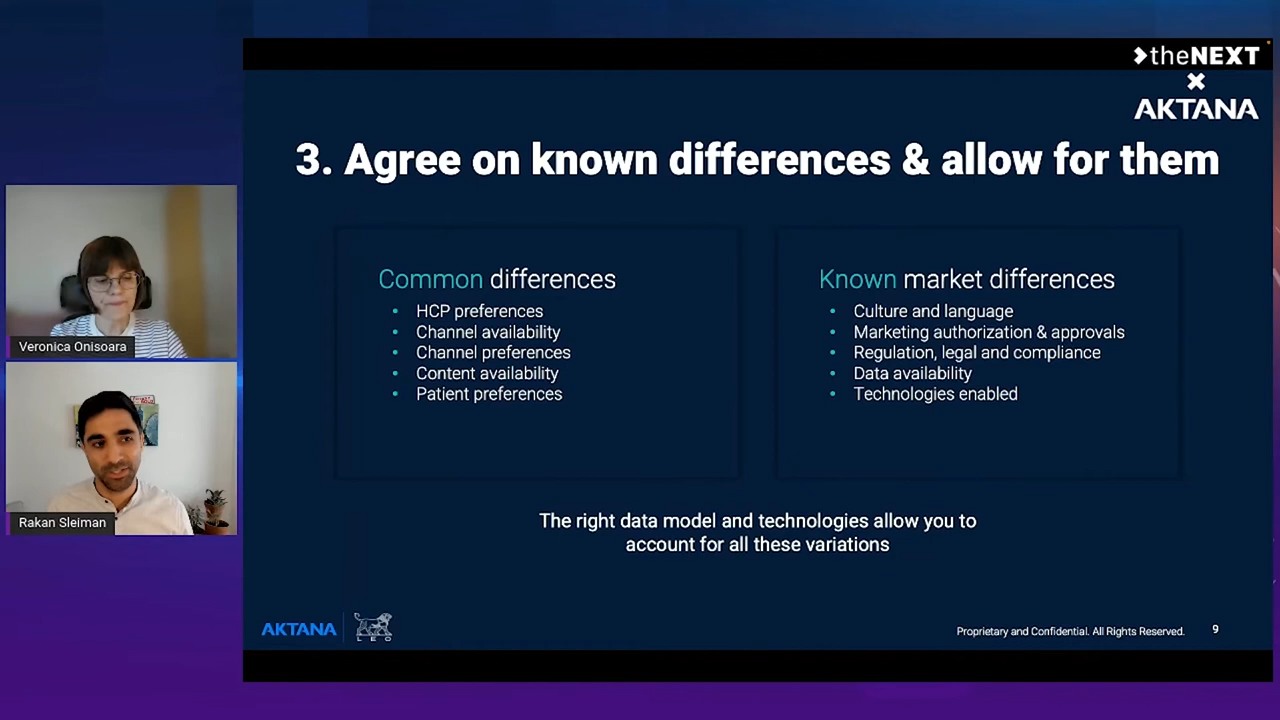 theNEXT
AKTANA
3. Agree on known differences & allow for them
Common differences
• HCP preferences
• Channel availability
• Channel preferences
• Content availability
• Patient preferences
Known market differences
• Culture and language
• Marketing authorization & approvals
• Regulation, legal and compliance
• Data availability
• Technologies enabled
The right data model and technologies allow you to
account for all these variations
Veronica Onisoara
Rakan Sleiman
AKTANA
LEO
Proprietary and Confidential. All Rights Reserved.
9